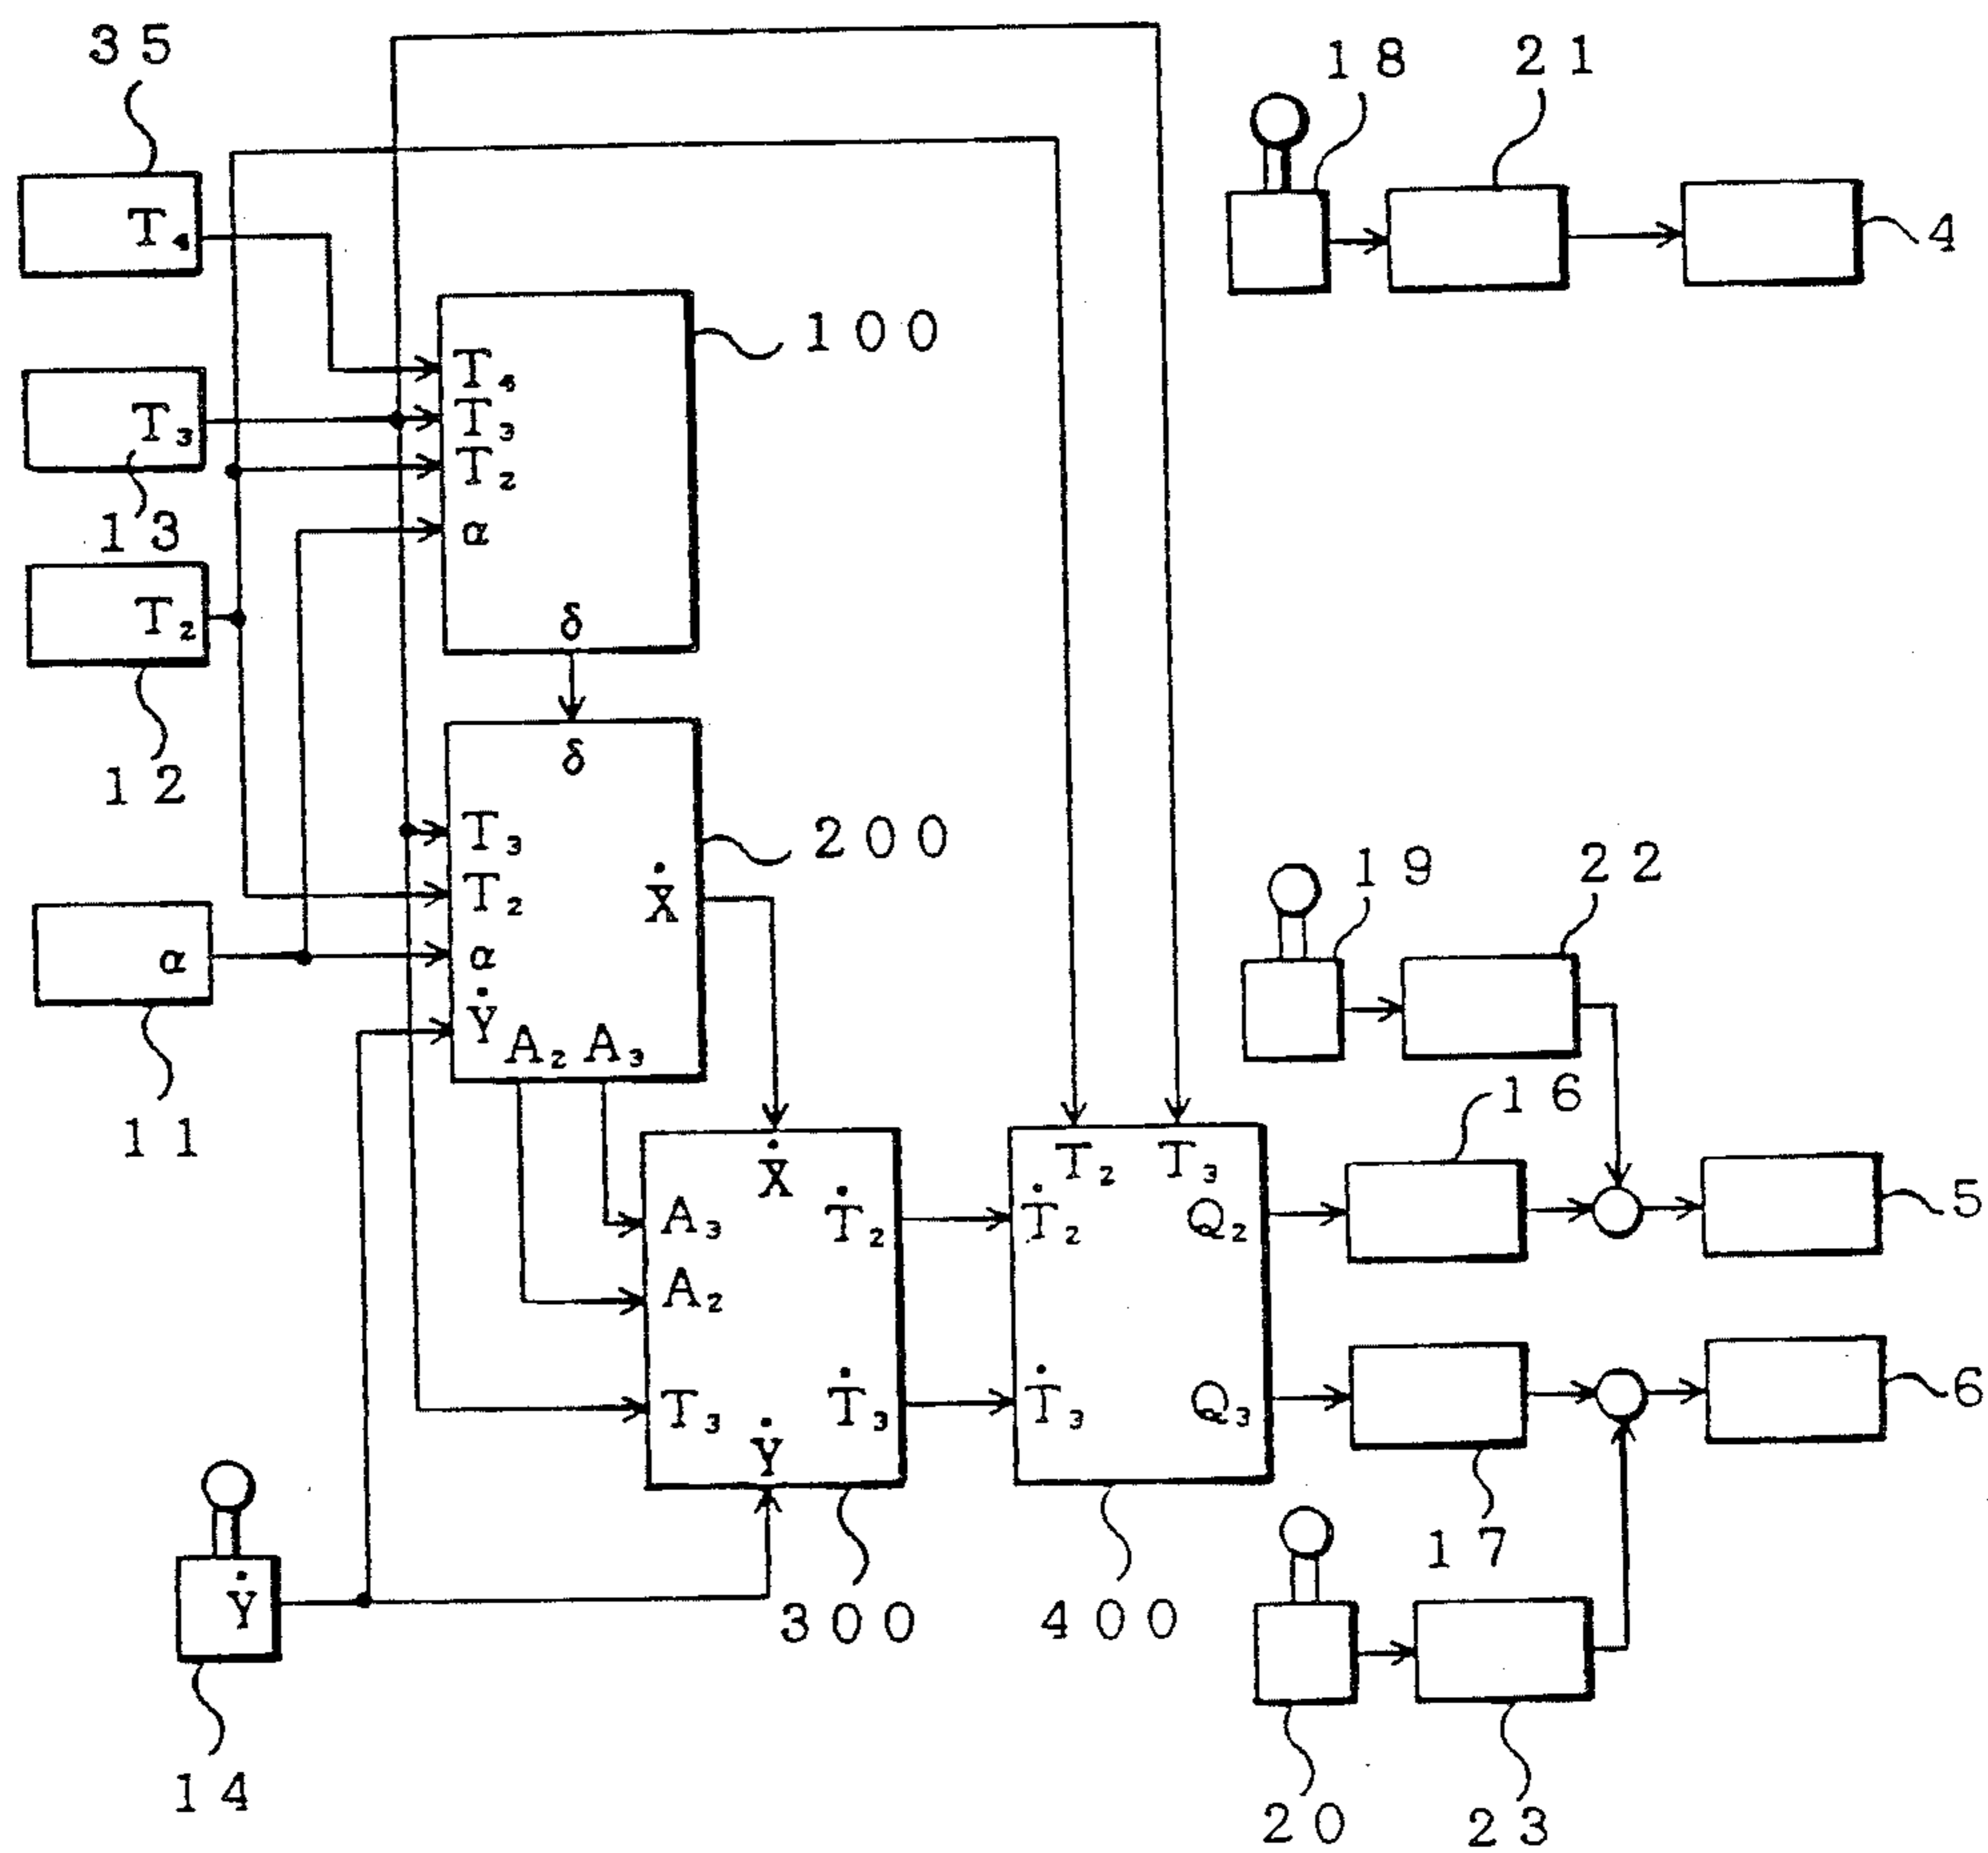 35
18
21
T₄
4
100
T₄
T₃
T₃
T₂
13
α
T₂
δ
12
δ
200
T₃
Ẋ
T₂
19
22
α
α
Ẏ
A₂ A₃
11
16
T₂ T₃
Ẋ
A₃
Ṫ₂
Ṫ₂
Q₂
5
A₂
T₃
Ṫ₃
Ṫ₃
Q₃
6
Ẏ
17
Ẏ
300
400
14
20
23